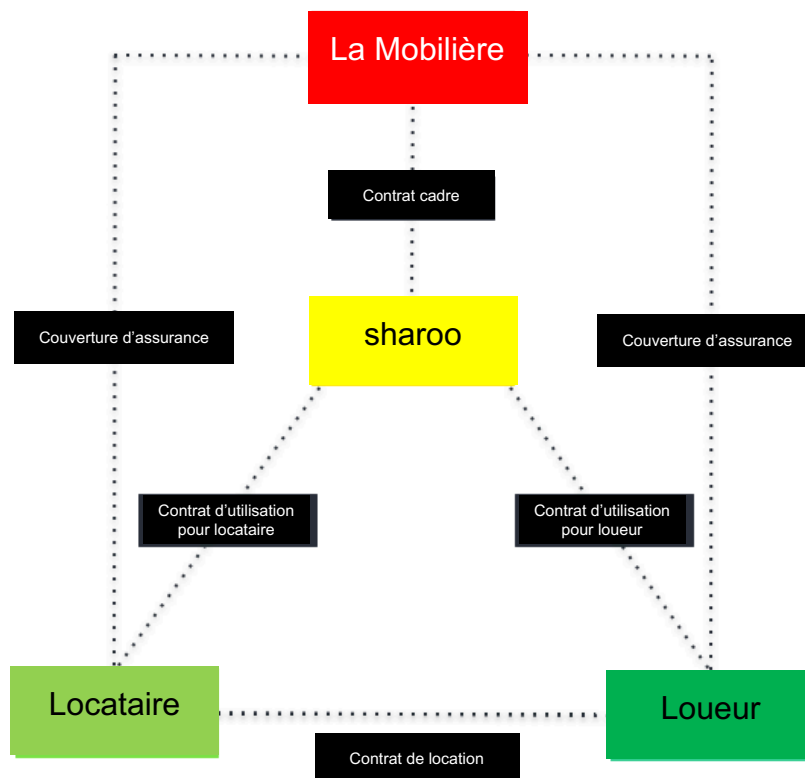 La Mobilière
Contrat cadre
sharoo
Couverture d’assurance
Couverture d’assurance
Contrat d’utilisation
pour locataire
Contrat d’utilisation
pour loueur
Locataire
Loueur
Contrat de location